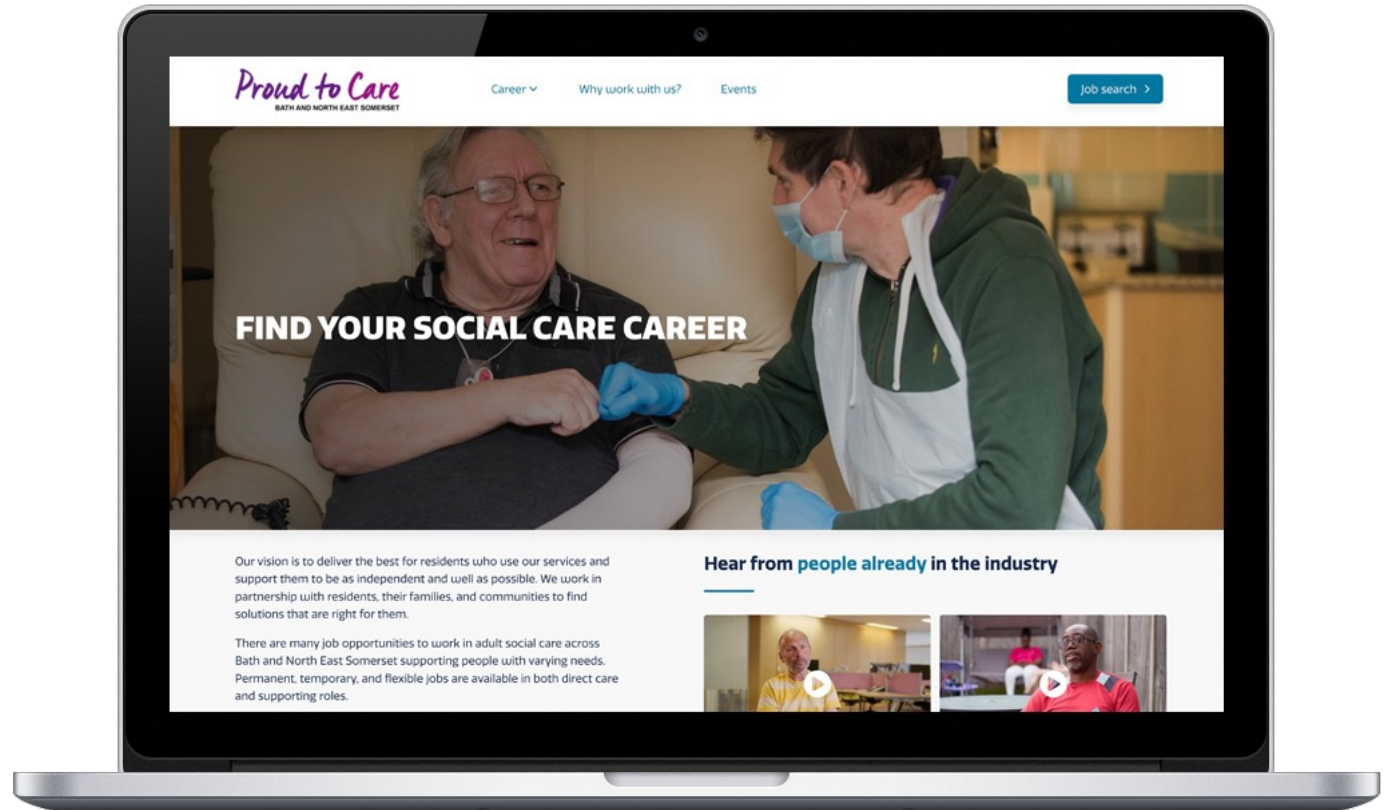 Proud to Care
BATH AND NORTH EAST SOMERSET
Career
Why work with us?
Events
Job search
FIND YOUR SOCIAL CARE CAREER
Our vision is to deliver the best for residents who use our services and
support them to be as independent and well as possible. We work in
partnership with residents, their families, and communities to find
solutions that are right for them.
There are many job opportunities to work in adult social care across
Bath and North East Somerset supporting people with varying needs.
Permanent, temporary, and flexible jobs are available in both direct care
and supporting roles.
Hear from people already in the industry